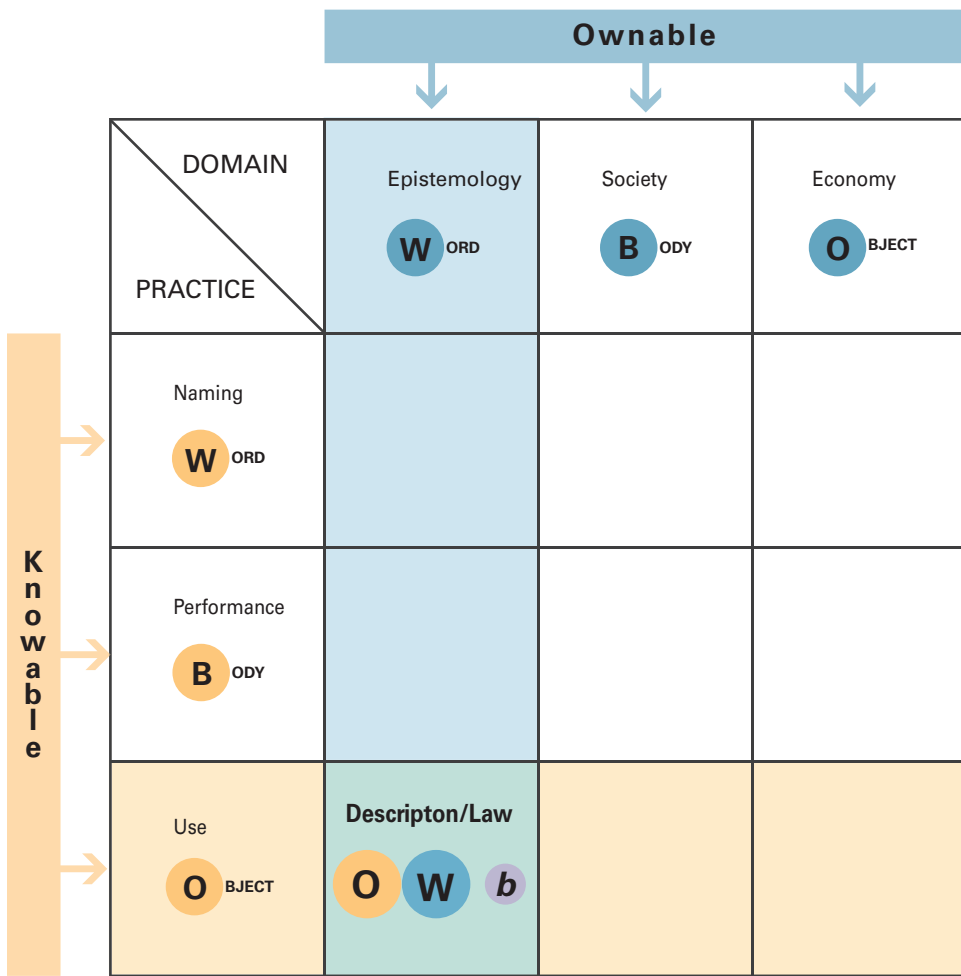 Ownable
DOMAIN
PRACTICE
Epistemology
WORD
Society
BODY
Economy
OBJECT
Knowable
Naming
WORD
Performance
BODY
Use
OBJECT
Descripton/Law
O W b